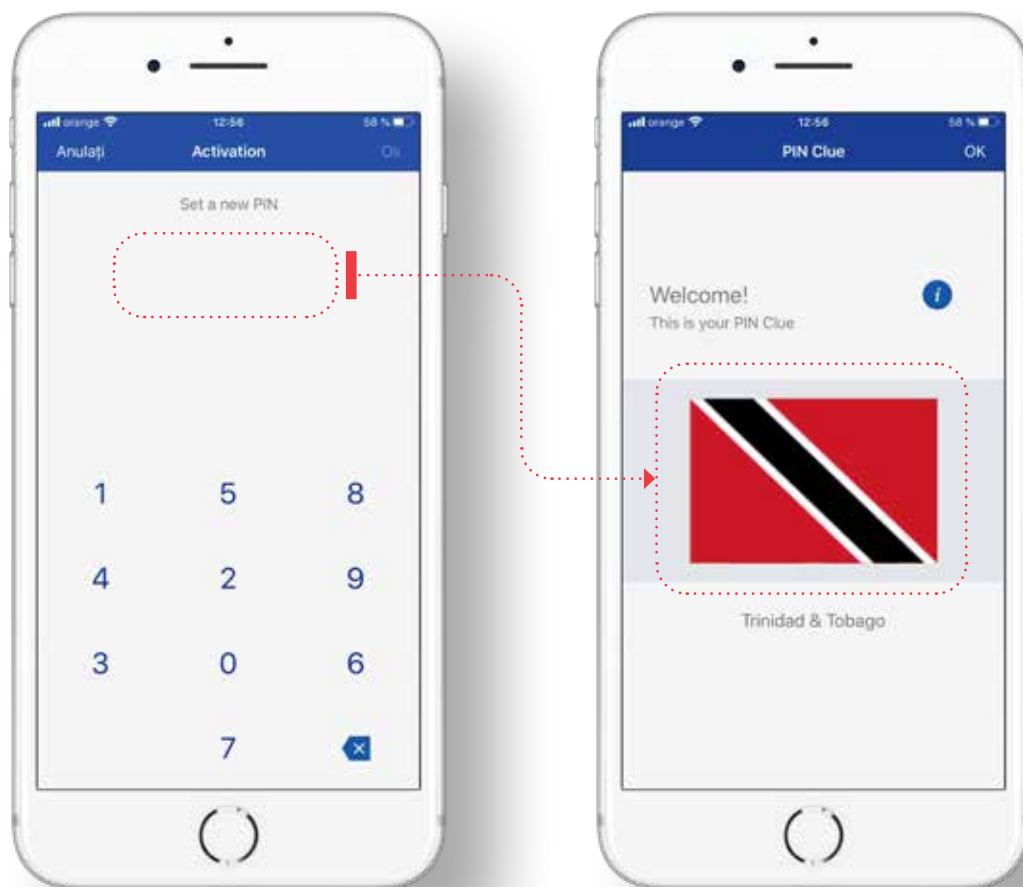 orange 12:56 58 %
Anulați Activation Ok
Set a new PIN
1 5 8
4 2 9
3 0 6
7
orange 12:56 58 %
PIN Clue OK
Welcome!
This is your PIN Clue
Trinidad & Tobago